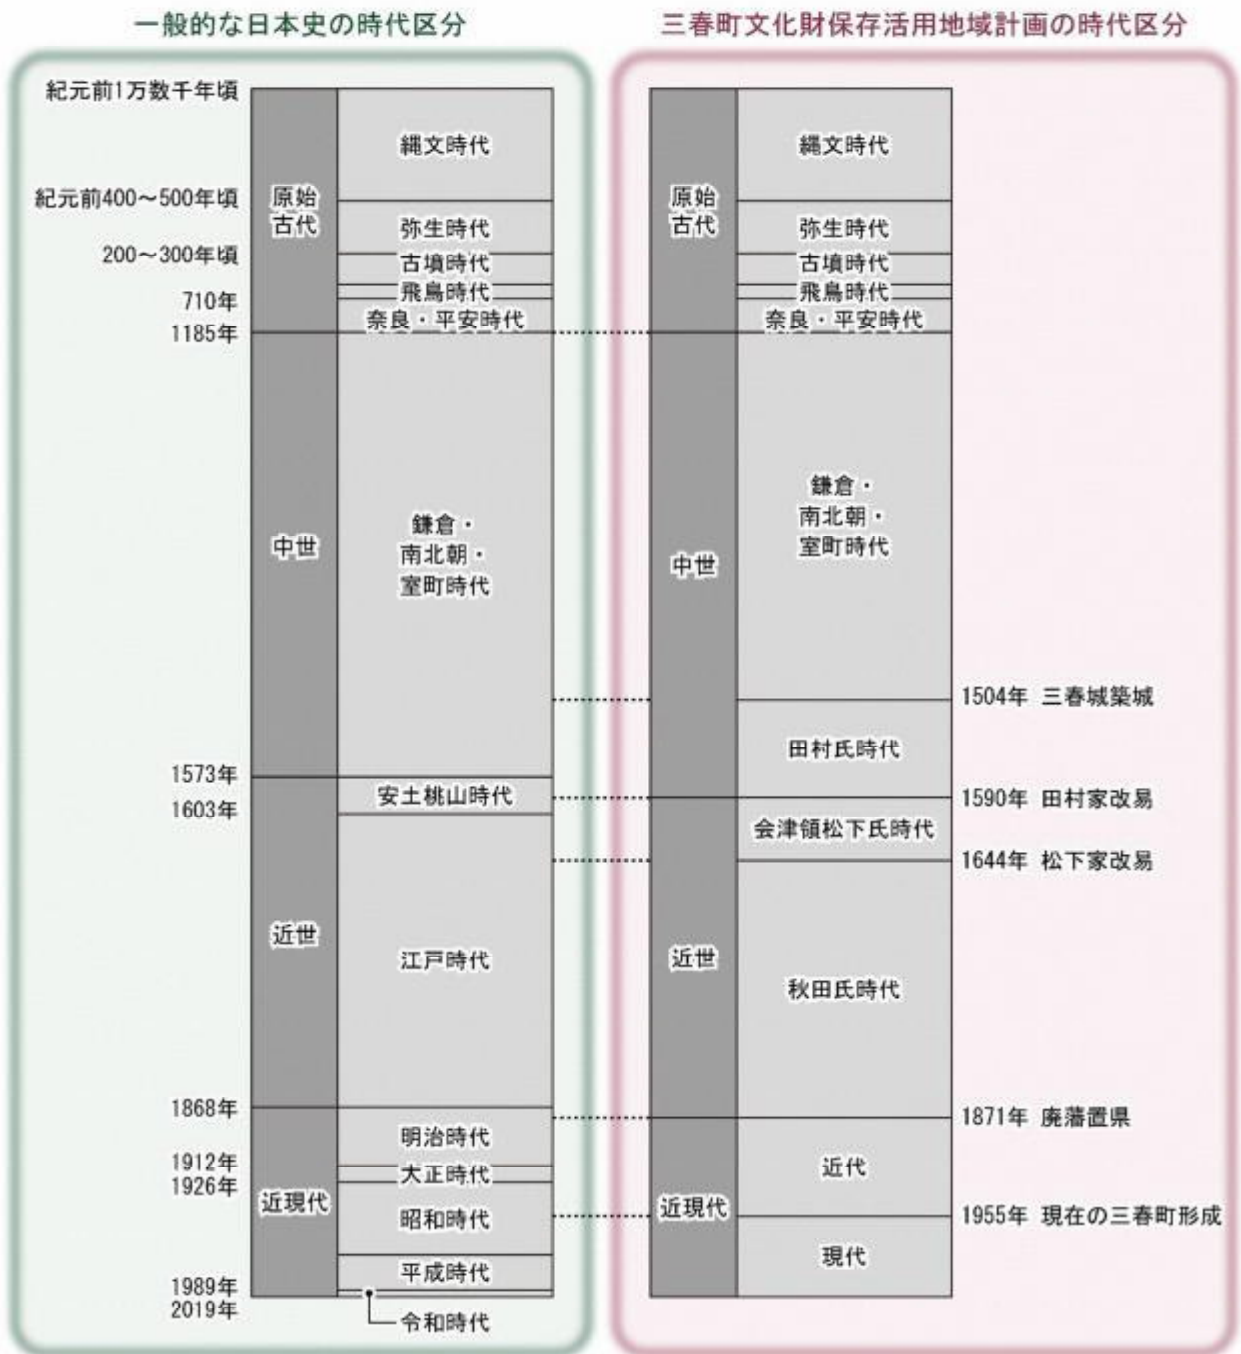 一般的な日本史の時代区分
紀元前1万数千年頃
紀元前400～500年頃
200～300年頃
710年
1185年
1573年
1603年
1868年
1912年
1926年
1989年
2019年
原始
古代
中世
近世
近現代
縄文時代
弥生時代
古墳時代
飛鳥時代
奈良・平安時代
鎌倉・
南北朝・
室町時代
安土桃山時代
江戸時代
明治時代
大正時代
昭和時代
平成時代
令和時代
三春町文化財保存活用地域計画の時代区分
原始
古代
中世
近世
近現代
縄文時代
弥生時代
古墳時代
飛鳥時代
奈良・平安時代
鎌倉・
南北朝・
室町時代
田村氏時代
会津領松下氏時代
秋田氏時代
近代
現代
1504年 三春城築城
1590年 田村家改易
1644年 松下家改易
1871年 廃藩置県
1955年 現在の三春町形成